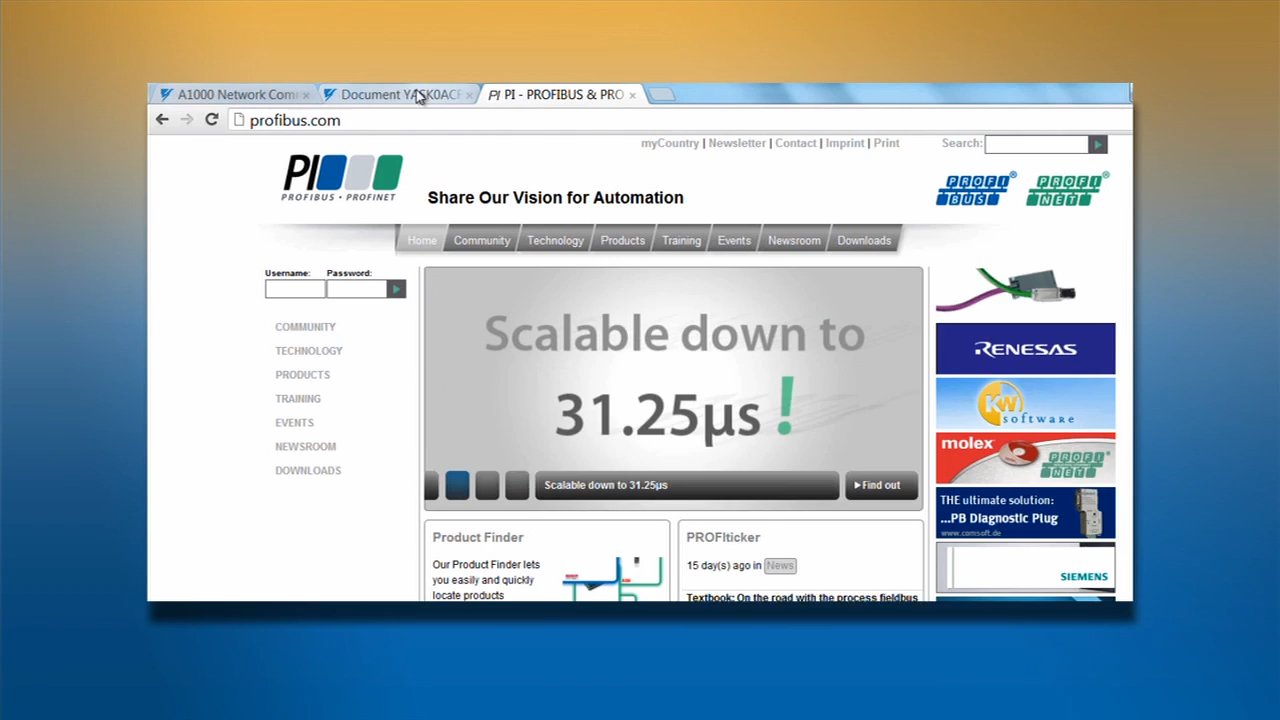 A1000 Network Com
Document YASK0ACF
PI PI - PROFIBUS & PRO
profibus.com
myCountry | Newsletter | Contact | Imprint | Print
Search:
PI
PROFIBUS • PROFINET
Share Our Vision for Automation
PROFI
BUS
PROFI
NET
Home
Community
Technology
Products
Training
Events
Newsroom
Downloads
Username:
Password:
COMMUNITY
TECHNOLOGY
PRODUCTS
TRAINING
EVENTS
NEWSROOM
DOWNLOADS
Scalable down to
31.25µs!
Scalable down to 31.25µs
Find out
RENESAS
KW
software
molex
PROFI
NET
THE ultimate solution:
...PB Diagnostic Plug
www.comsoft.de
SIEMENS
Product Finder
Our Product Finder lets
you easily and quickly
locate products
PROFIticker
15 day(s) ago in News
Textbook: On the road with the process fieldbus